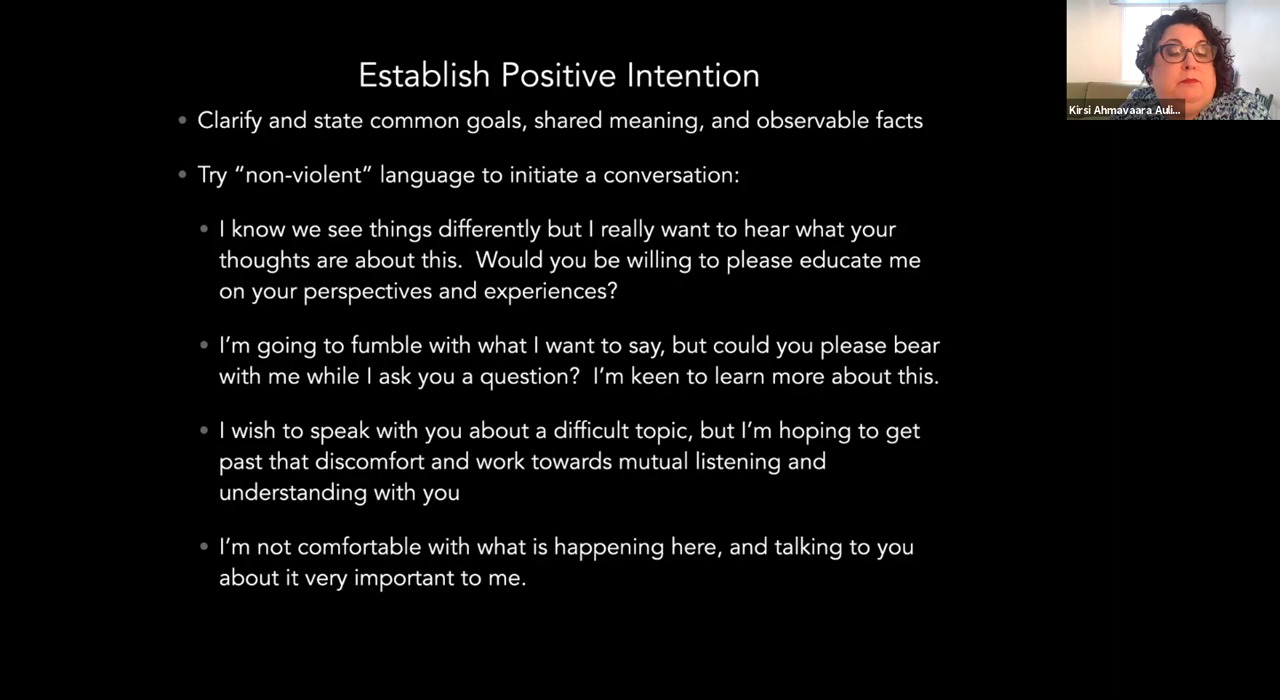 Establish Positive Intention
• Clarify and state common goals, shared meaning, and observable facts
• Try “non-violent” language to initiate a conversation:
• I know we see things differently but I really want to hear what your
thoughts are about this.  Would you be willing to please educate me
on your perspectives and experiences?
• I’m going to fumble with what I want to say, but could you please bear
with me while I ask you a question?  I’m keen to learn more about this.
• I wish to speak with you about a difficult topic, but I’m hoping to get
past that discomfort and work towards mutual listening and
understanding with you
• I’m not comfortable with what is happening here, and talking to you
about it very important to me.
Kirsi Ahmavaara Auli...